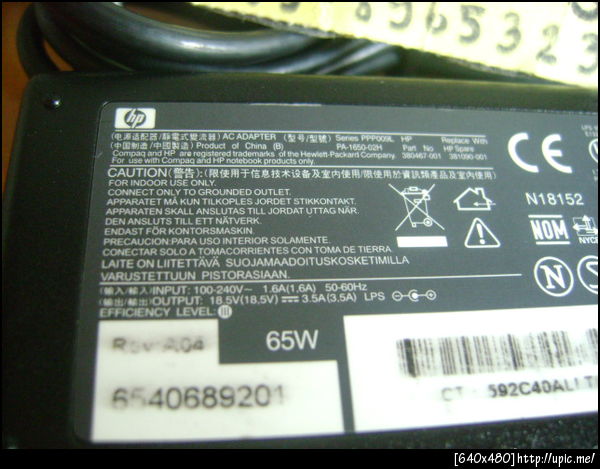 8965323
hp
(电源适配器/靜電式變流器) AC ADAPTER (型号/型號) Series PPP009L HP Replace With
(中国制造/中國製造) Product of China (B) PA-1650-02H Part No HP Spare
Compaq and HP are registered trademarks of the Hewlett-Packard Company. 380467-001 381090-001
For use with Compaq and HP notebook products only.
CAUTION(警告):(限使用于信息技术设备及室内使用/限使用於資訊類產品及室內使用)
FOR INDOOR USE ONLY.
CONNECT ONLY TO GROUNDED OUTLET.
APPARATET MÅ KUN TILKOPLES JORDET STIKKONTAKT.
APPARATEN SKALL ANSLUTAS TILL JORDAT UTTAG NÄR
DEN ANSLUTS TILL ETT NÄTVERK.
ENDAST FÖR KONTORSMASKIN.
PRECAUCION:PARA USO INTERIOR SOLAMENTE.
CONECTAR SOLO A TOMACORRIENTES CON TOMA DE TIERRA
LAITE ON LIITETTÄVÄ SUOJAMAADOITUSKOSKETIMILLA
VARUSTETTUUN PISTORASIAAN.
CE
N18152
NOM
NYCE
N
(输入/輸入)INPUT: 100-240V~ 1.6A(1,6A) 50-60Hz
(输出/輸出)OUTPUT: 18.5V(18,5V) 3.5A(3,5A) LPS
EFFICIENCY LEVEL: III
65W
Rev: A04
6540689201
CT: 592C40ALLT
[640x480]http://upic.me/